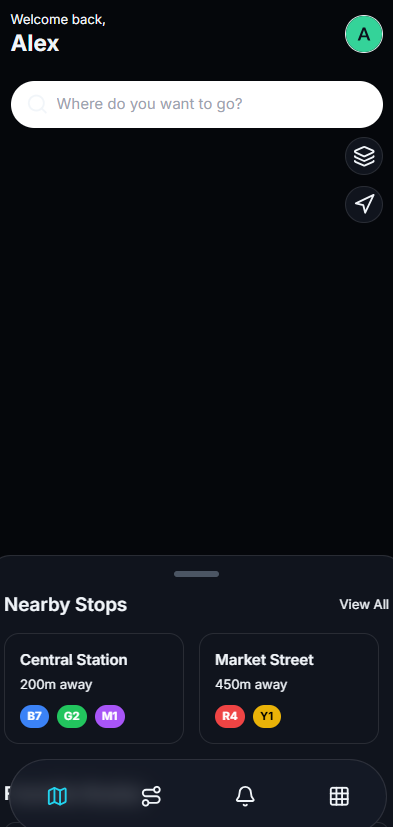 Welcome back,
Alex
A
Where do you want to go?
Nearby Stops
View All
Central Station
200m away
B7 G2 M1
Market Street
450m away
R4 Y1